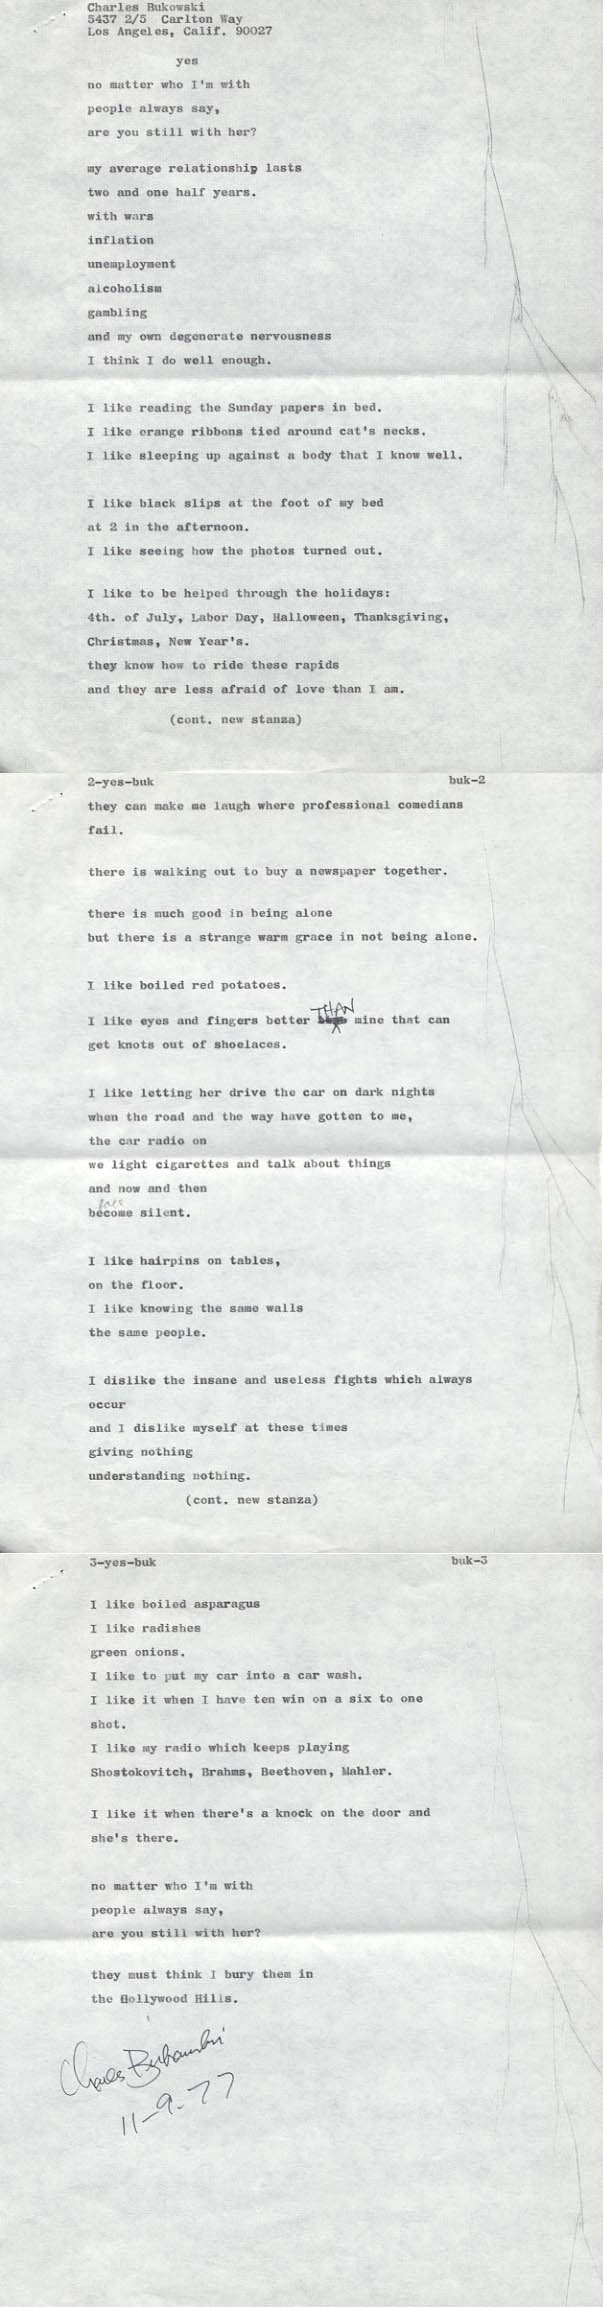 Charles Bukowski
5437 2/5 Carlton Way
Los Angeles, Calif. 90027
yes
no matter who I'm with
people always say,
are you still with her?
my average relationship lasts
two and one half years.
with wars
inflation
unemployment
alcoholism
gambling
and my own degenerate nervousness
I think I do well enough.
I like reading the Sunday papers in bed.
I like orange ribbons tied around cat's necks.
I like sleeping up against a body that I know well.
I like black slips at the foot of my bed
at 2 in the afternoon.
I like seeing how the photos turned out.
I like to be helped through the holidays:
4th. of July, Labor Day, Halloween, Thanksgiving,
Christmas, New Year's.
they know how to ride these rapids
and they are less afraid of love than I am.
(cont. new stanza)
2-yes-buk buk-2
they can make me laugh where professional comedians
fail.
there is walking out to buy a newspaper together.
there is much good in being alone
but there is a strange warm grace in not being alone.
I like boiled red potatoes.
I like eyes and fingers better THAN mine that can
get knots out of shoelaces.
I like letting her drive the car on dark nights
when the road and the way have gotten to me,
the car radio on
we light cigarettes and talk about things
and now and then
become silent.
I like hairpins on tables,
on the floor.
I like knowing the same walls
the same people.
I dislike the insane and useless fights which always
occur
and I dislike myself at these times
giving nothing
understanding nothing.
(cont. new stanza)
3-yes-buk buk-3
I like boiled asparagus
I like radishes
green onions.
I like to put my car into a car wash.
I like it when I have ten win on a six to one
shot.
I like my radio which keeps playing
Shostokovitch, Brahms, Beethoven, Mahler.
I like it when there's a knock on the door and
she's there.
no matter who I'm with
people always say,
are you still with her?
they must think I bury them in
the Hollywood Hills.
Charles Bukowski
11-9-77